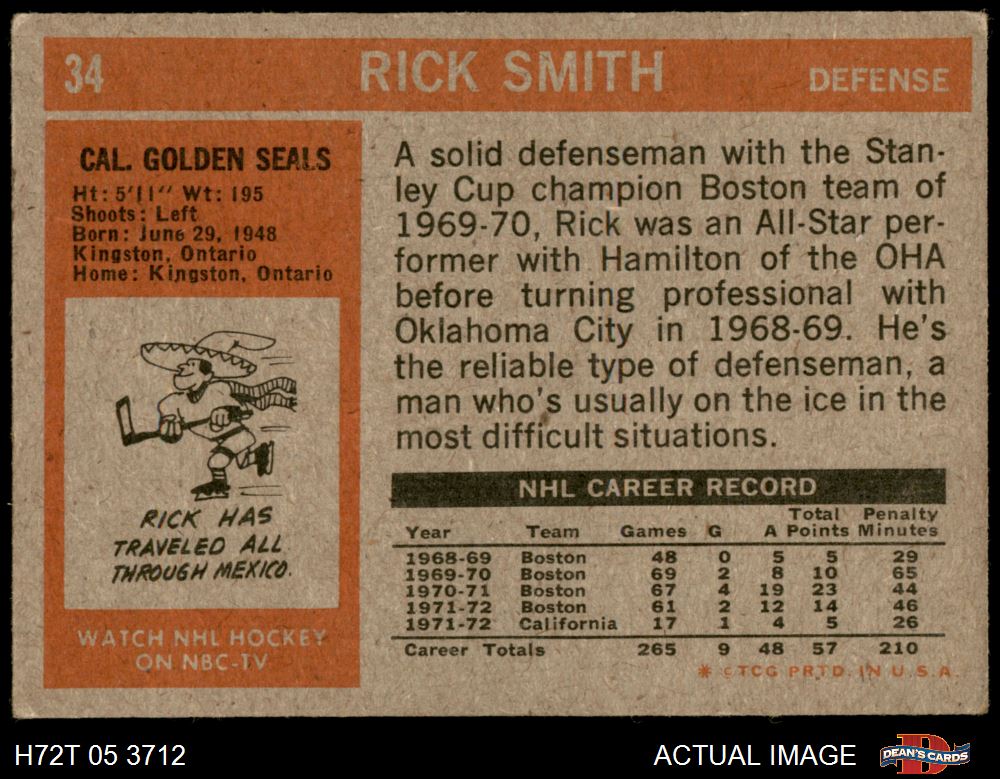 34 RICK SMITH DEFENSE
CAL. GOLDEN SEALS
Ht: 5'11" Wt: 195
Shoots: Left
Born: June 29, 1948
Kingston, Ontario
Home: Kingston, Ontario
RICK HAS
TRAVELED ALL
THROUGH MEXICO.
WATCH NHL HOCKEY
ON NBC-TV
A solid defenseman with the Stan-
ley Cup champion Boston team of
1969-70, Rick was an All-Star per-
former with Hamilton of the OHA
before turning professional with
Oklahoma City in 1968-69. He's
the reliable type of defenseman, a
man who's usually on the ice in the
most difficult situations.
NHL CAREER RECORD
Total Penalty
Year Team Games G A Points Minutes
1968-69 Boston 48 0 5 5 29
1969-70 Boston 69 2 8 10 65
1970-71 Boston 67 4 19 23 44
1971-72 Boston 61 2 12 14 46
1971-72 California 17 1 4 5 26
Career Totals 265 9 48 57 210
* ©TCG PRTD. IN U.S.A.
H72T 05 3712 ACTUAL IMAGE DEAN'S CARDS